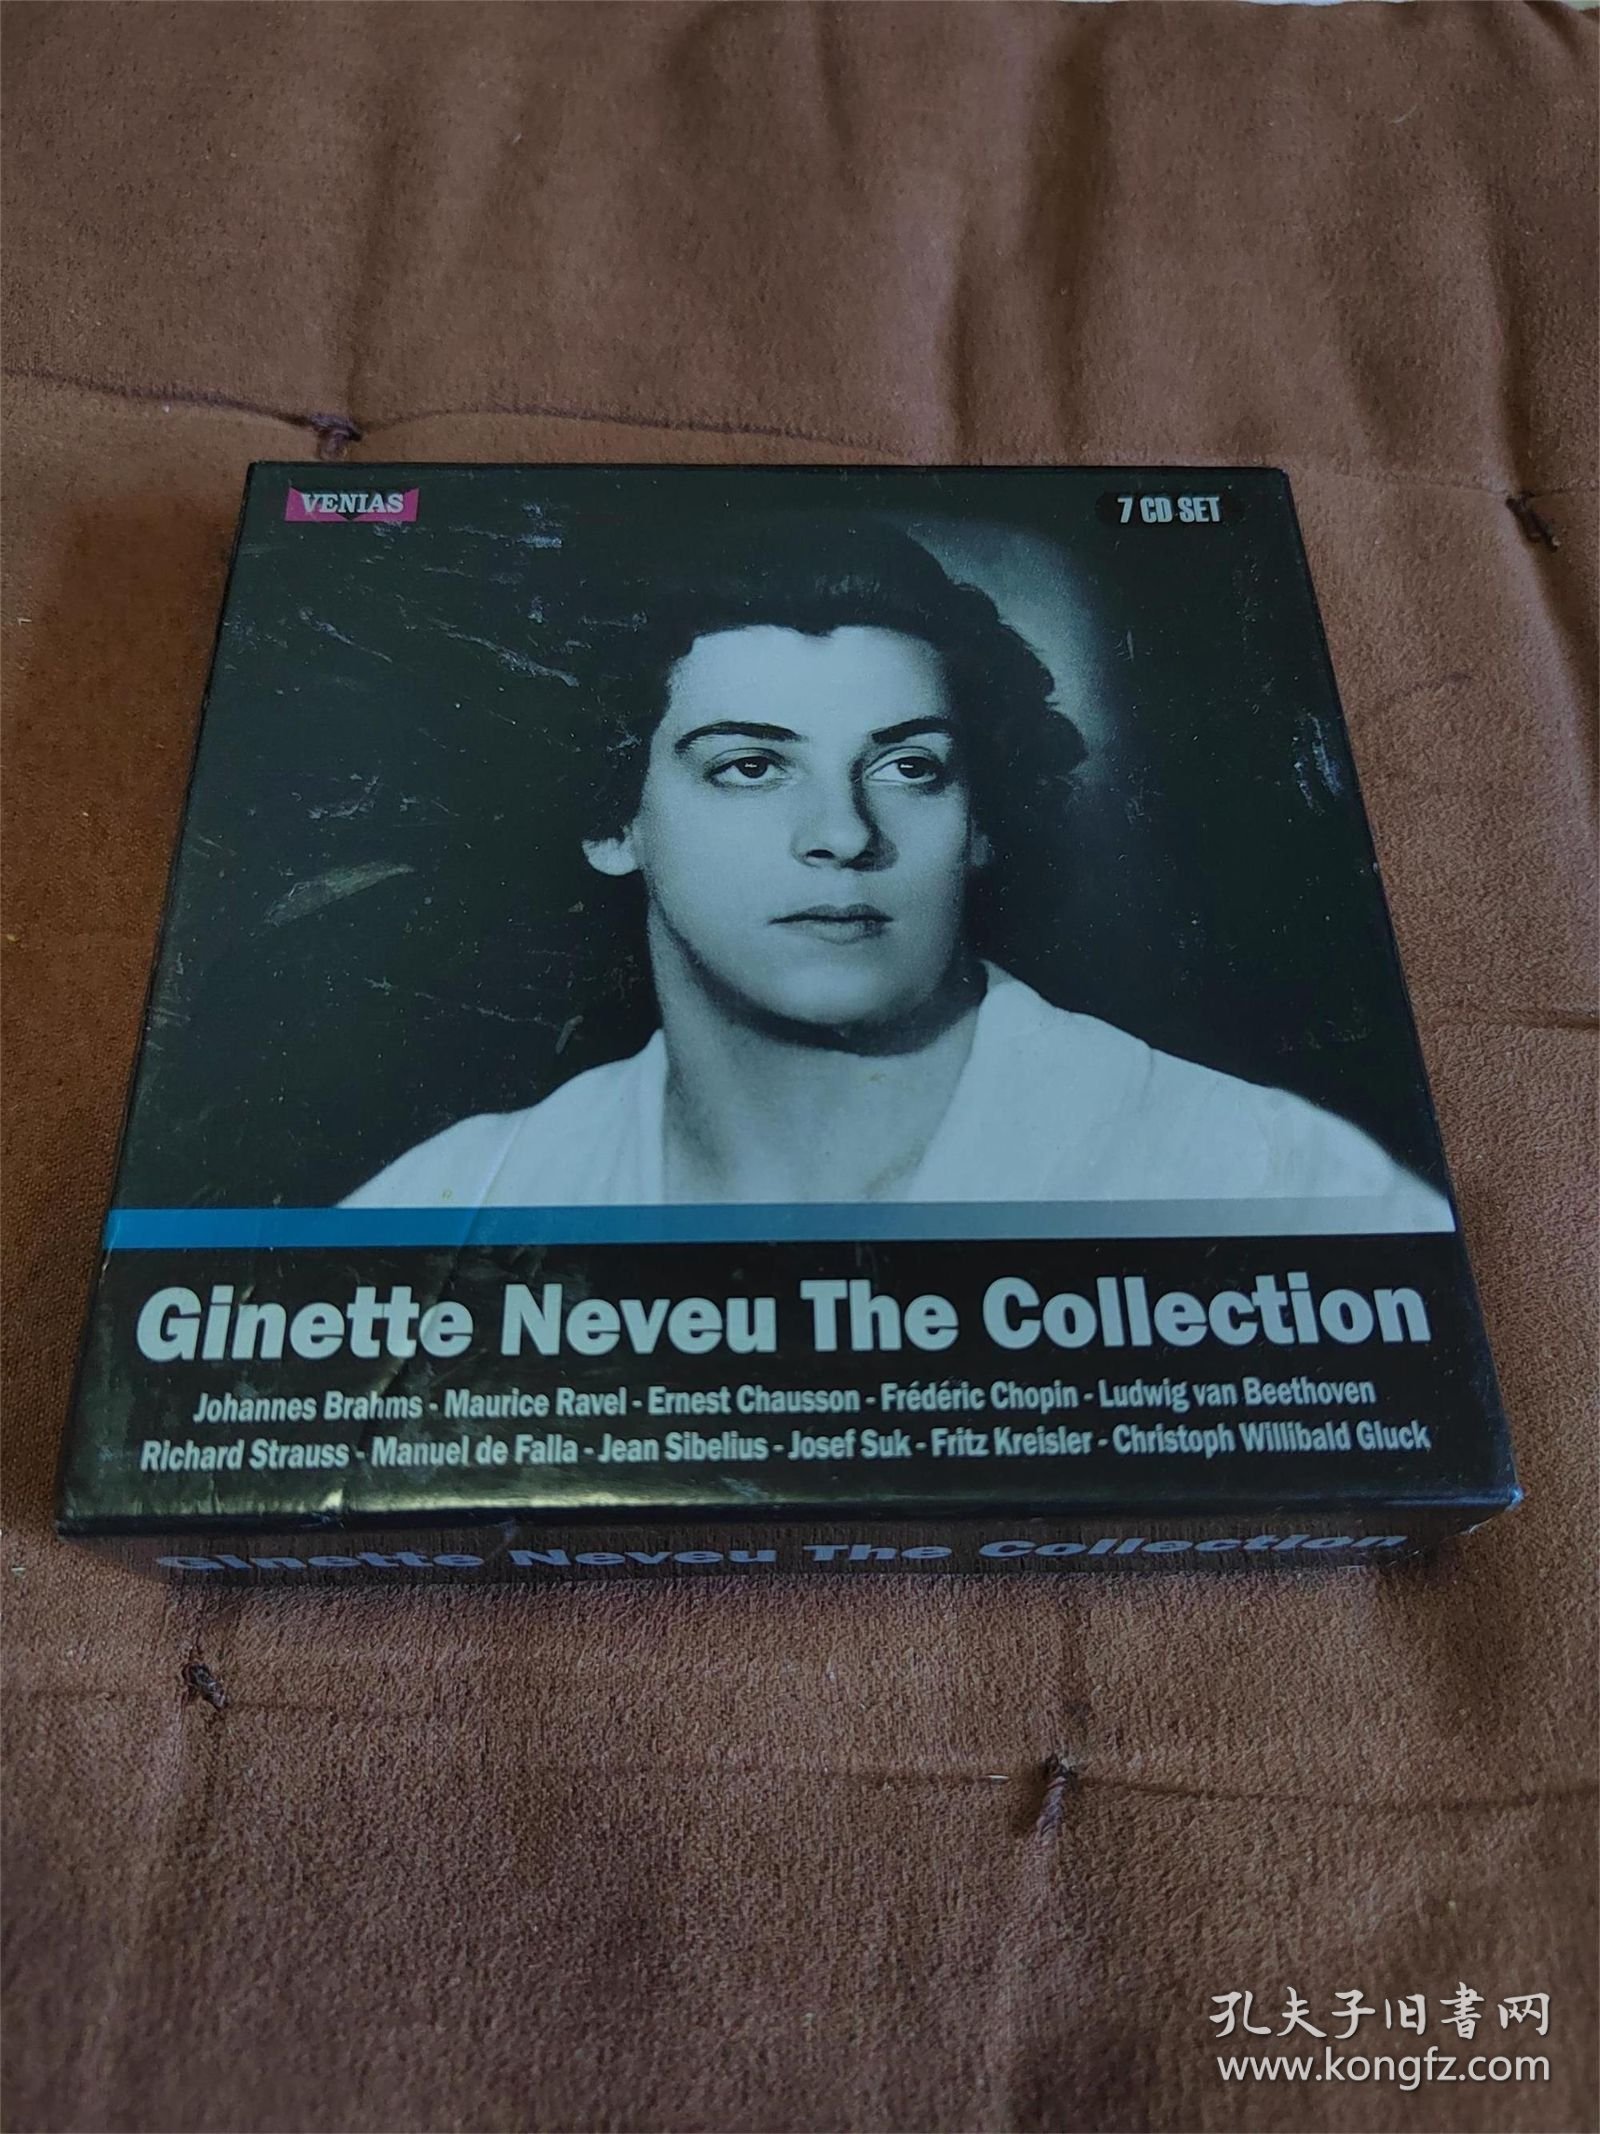 VENIAS
7 CD SET
Ginette Neveu The Collection
Johannes Brahms - Maurice Ravel - Ernest Chausson - Frédéric Chopin - Ludwig van Beethoven
Richard Strauss - Manuel de Falla - Jean Sibelius - Josef Suk - Fritz Kreisler - Christoph Willibald Gluck
Ginette Neveu The Collection
孔夫子旧書网
www.kongfz.com